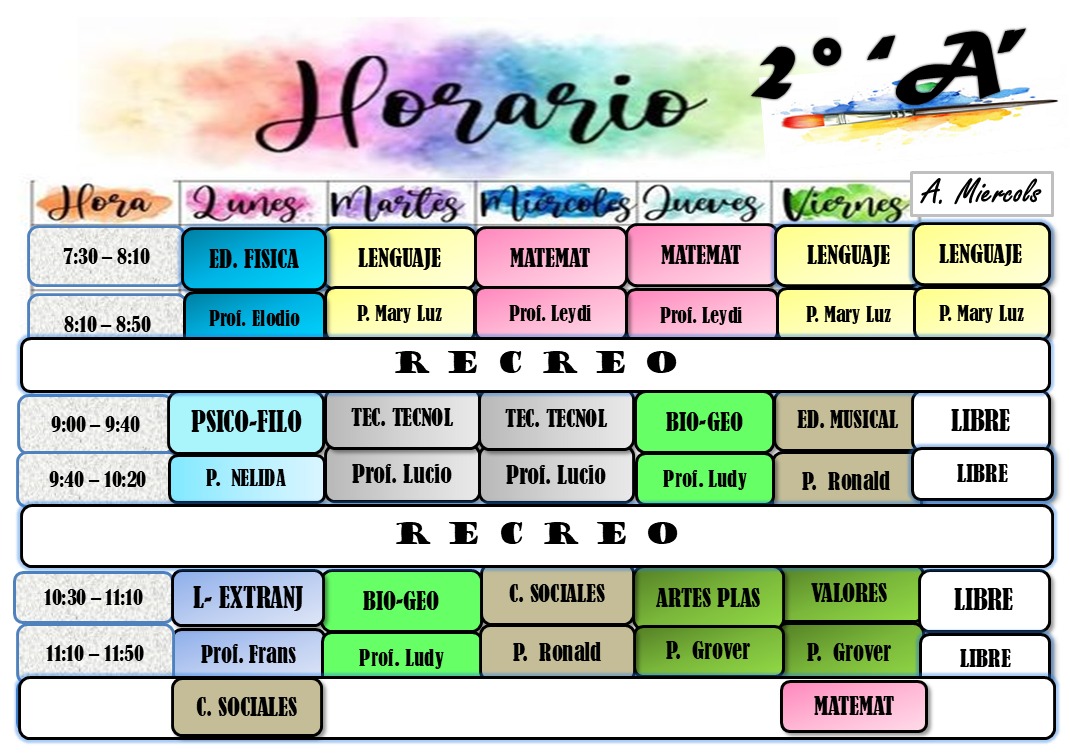 Horario 2° ´A´
Hora Lunes Martes Miércoles Jueves Viernes A. Miercols
7:30 – 8:10 ED. FISICA LENGUAJE MATEMAT MATEMAT LENGUAJE LENGUAJE
8:10 – 8:50 Prof. Elodio P. Mary Luz Prof. Leydi Prof. Leydi P. Mary Luz P. Mary Luz
R E C R E O
9:00 – 9:40 PSICO-FILO TEC. TECNOL TEC. TECNOL BIO-GEO ED. MUSICAL LIBRE
9:40 – 10:20 P. NELIDA Prof. Lucio Prof. Lucio Prof. Ludy P. Ronald LIBRE
R E C R E O
10:30 – 11:10 L- EXTRANJ BIO-GEO C. SOCIALES ARTES PLAS VALORES LIBRE
11:10 – 11:50 Prof. Frans Prof. Ludy P. Ronald P. Grover P. Grover LIBRE
C. SOCIALES MATEMAT